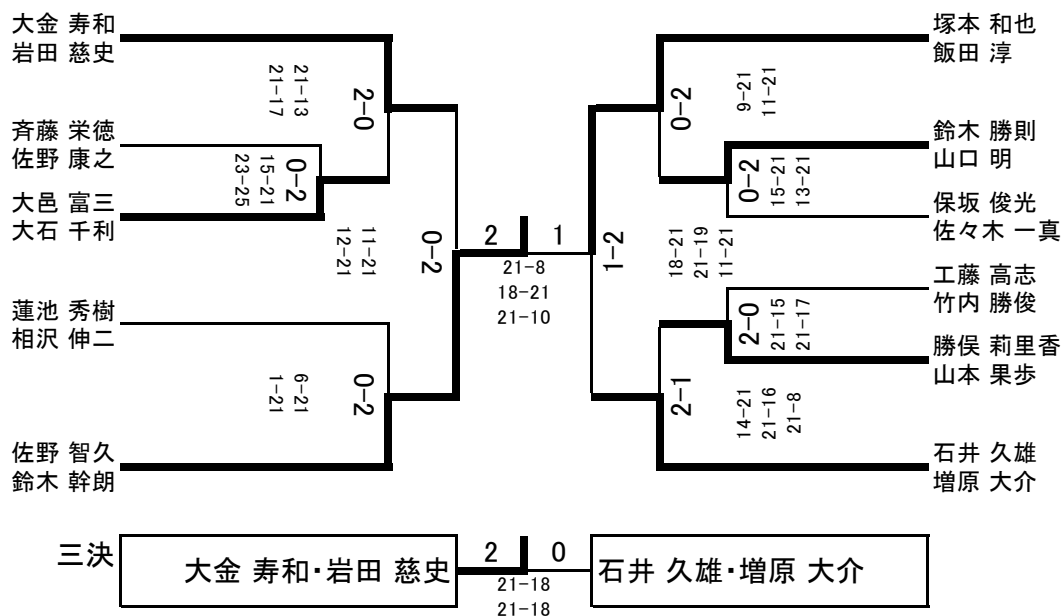 大金 寿和
岩田 慈史
21-17
21-13
2-0
斉藤 栄徳
佐野 康之
23-25
15-21
0-2
大邑 富三
大石 千利
12-21
11-21
0-2
蓮池 秀樹
相沢 伸二
1-21
6-21
0-2
佐野 智久
鈴木 幹朗
2 1
21-8
18-21
21-10
塚本 和也
飯田 淳
0-2
9-21
11-21
鈴木 勝則
山口 明
0-2
15-21
13-21
保坂 俊光
佐々木 一真
1-2
18-21
21-19
11-21
工藤 高志
竹内 勝俊
2-0
21-15
21-17
勝俣 莉里香
山本 果歩
2-1
14-21
21-16
21-8
石井 久雄
増原 大介
三決
大金 寿和・岩田 慈史
2 0
石井 久雄・増原 大介
21-18
21-18